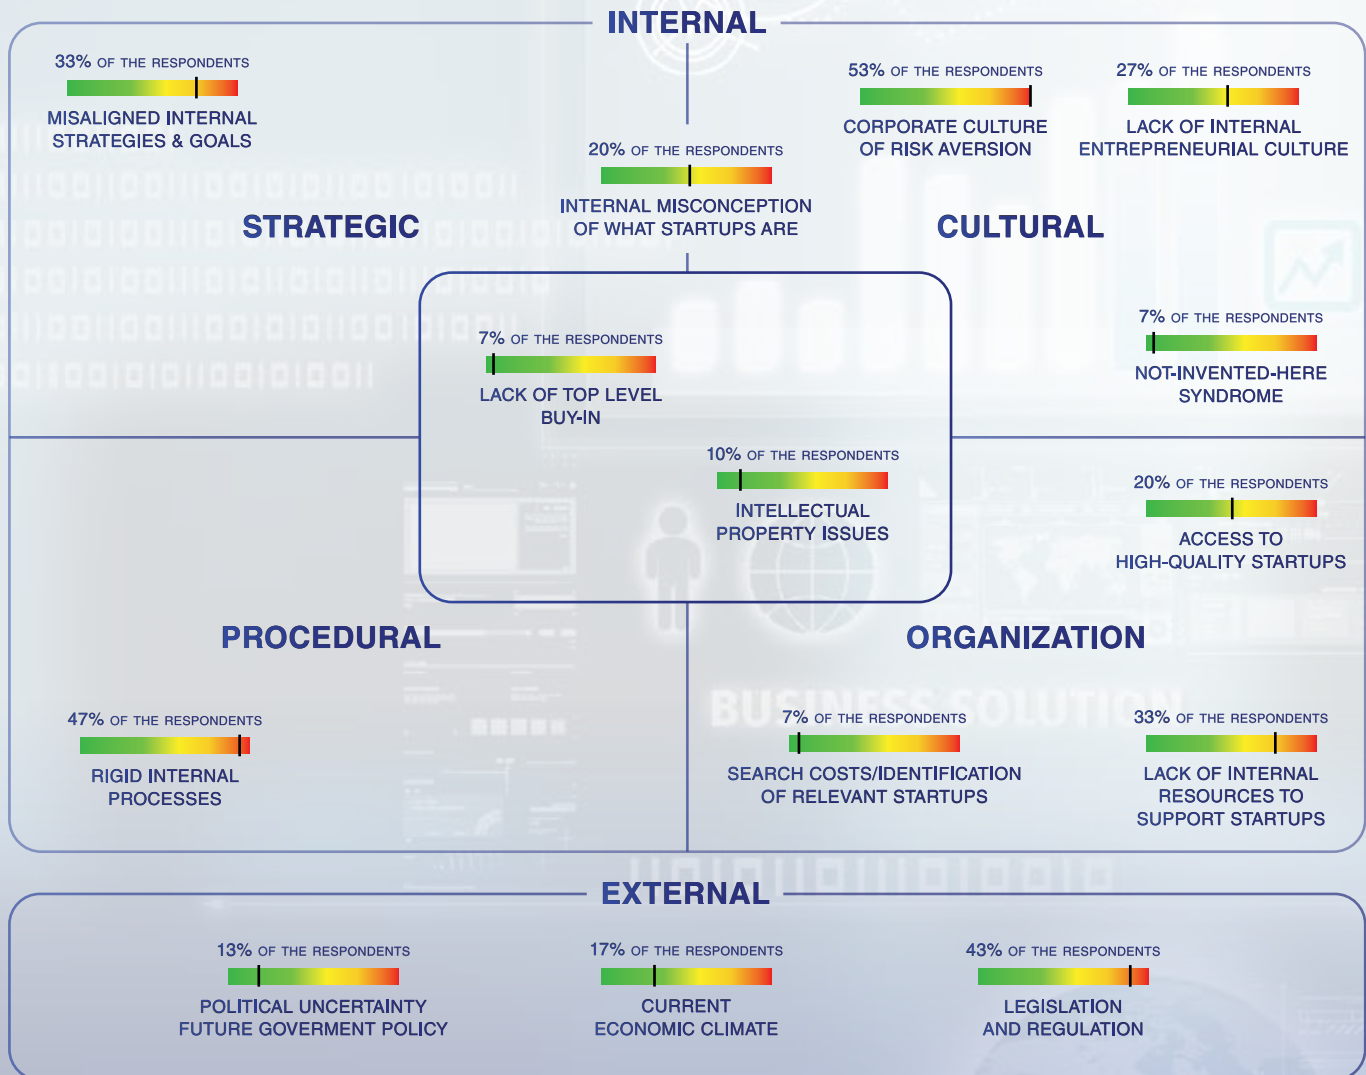 INTERNAL
33% OF THE RESPONDENTS
MISALIGNED INTERNAL
STRATEGIES & GOALS
20% OF THE RESPONDENTS
INTERNAL MISCONCEPTION
OF WHAT STARTUPS ARE
53% OF THE RESPONDENTS
CORPORATE CULTURE
OF RISK AVERSION
27% OF THE RESPONDENTS
LACK OF INTERNAL
ENTREPRENEURIAL CULTURE
STRATEGIC
CULTURAL
7% OF THE RESPONDENTS
LACK OF TOP LEVEL
BUY-IN
7% OF THE RESPONDENTS
NOT-INVENTED-HERE
SYNDROME
10% OF THE RESPONDENTS
INTELLECTUAL
PROPERTY ISSUES
20% OF THE RESPONDENTS
ACCESS TO
HIGH-QUALITY STARTUPS
PROCEDURAL
ORGANIZATION
BUSINESS SOLUTION
47% OF THE RESPONDENTS
RIGID INTERNAL
PROCESSES
7% OF THE RESPONDENTS
SEARCH COSTS/IDENTIFICATION
OF RELEVANT STARTUPS
33% OF THE RESPONDENTS
LACK OF INTERNAL
RESOURCES TO
SUPPORT STARTUPS
EXTERNAL
13% OF THE RESPONDENTS
POLITICAL UNCERTAINTY
FUTURE GOVERMENT POLICY
17% OF THE RESPONDENTS
CURRENT
ECONOMIC CLIMATE
43% OF THE RESPONDENTS
LEGISLATION
AND REGULATION